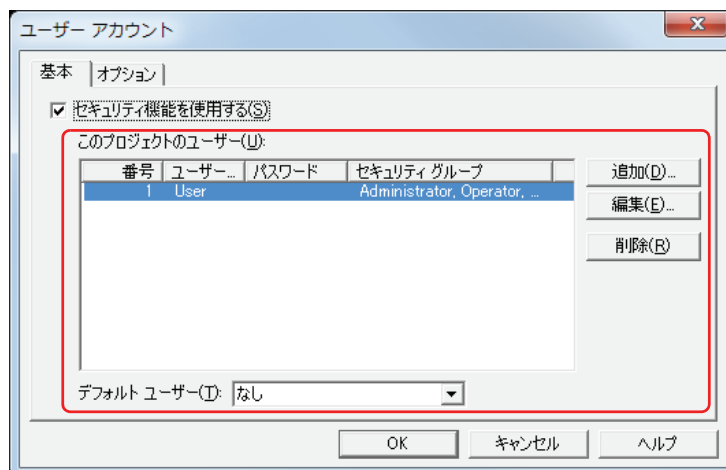 ユーザー アカウント
基本 オプション
セキュリティ機能を使用する(S)
このプロジェクトのユーザー(U):
番号 ユーザー... パスワード セキュリティ グループ
1 User Administrator, Operator, ...
追加(D)...
編集(E)...
削除(R)
デフォルト ユーザー(T): なし
OK キャンセル ヘルプ